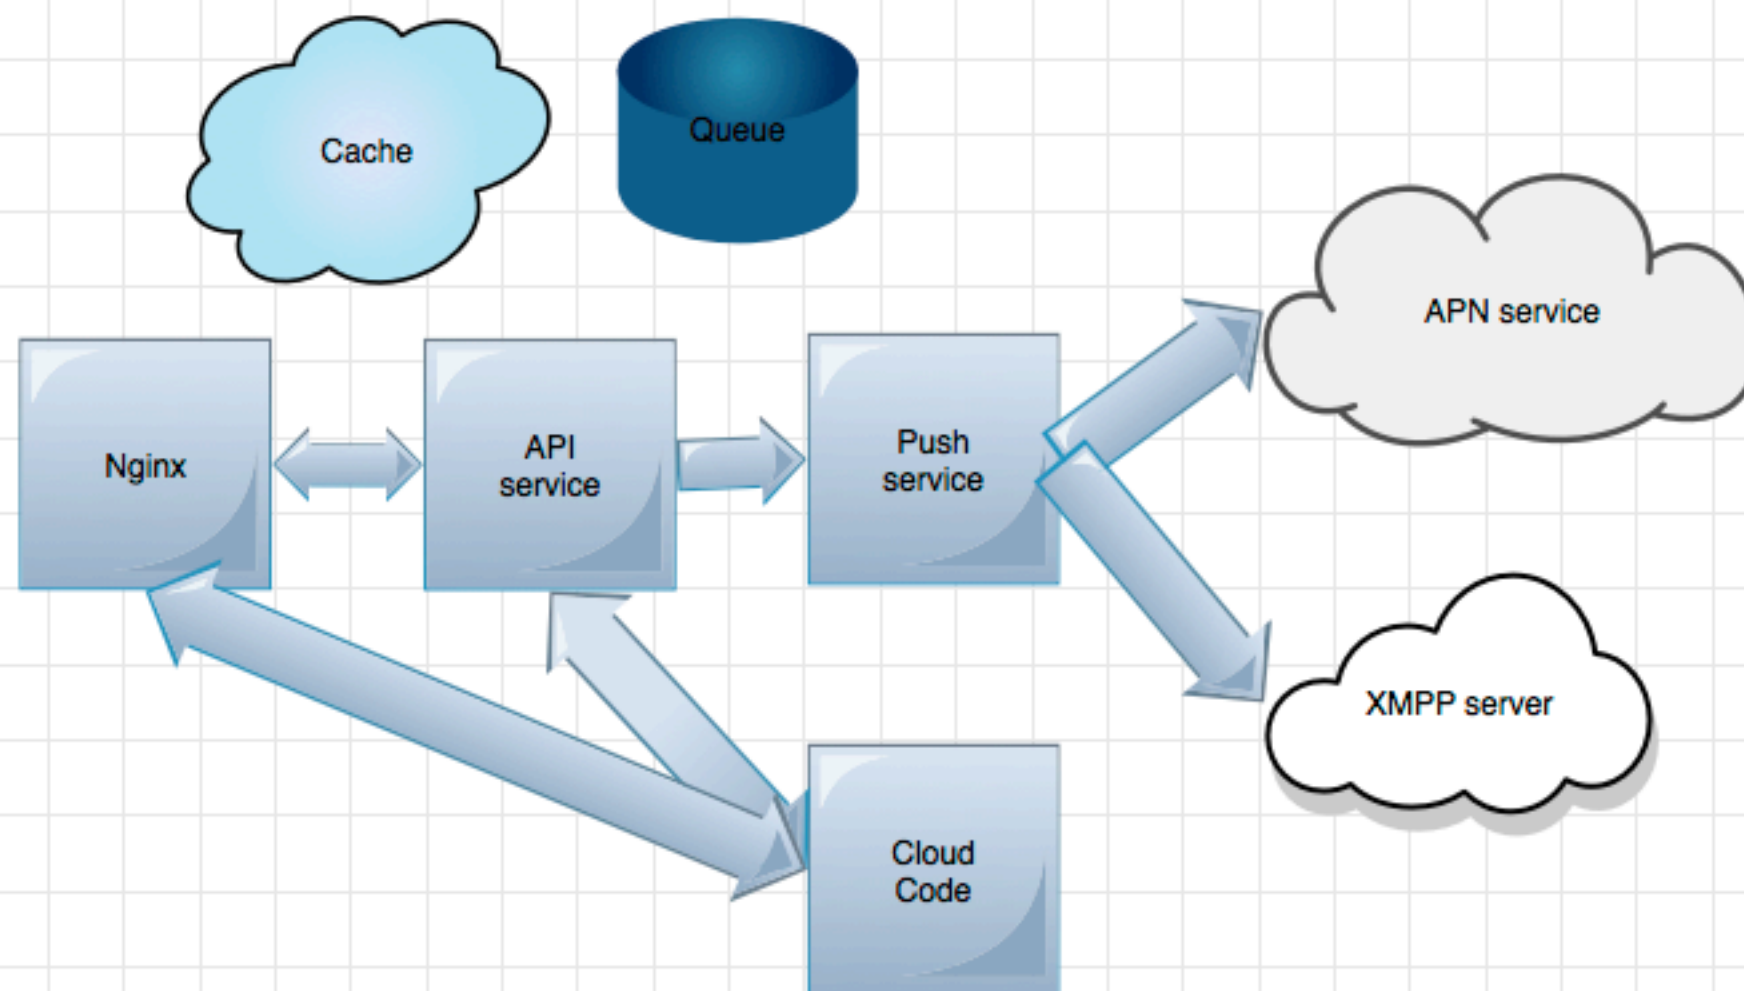 Cache
Queue
APN service
Nginx
API
service
Push
service
XMPP server
Cloud
Code